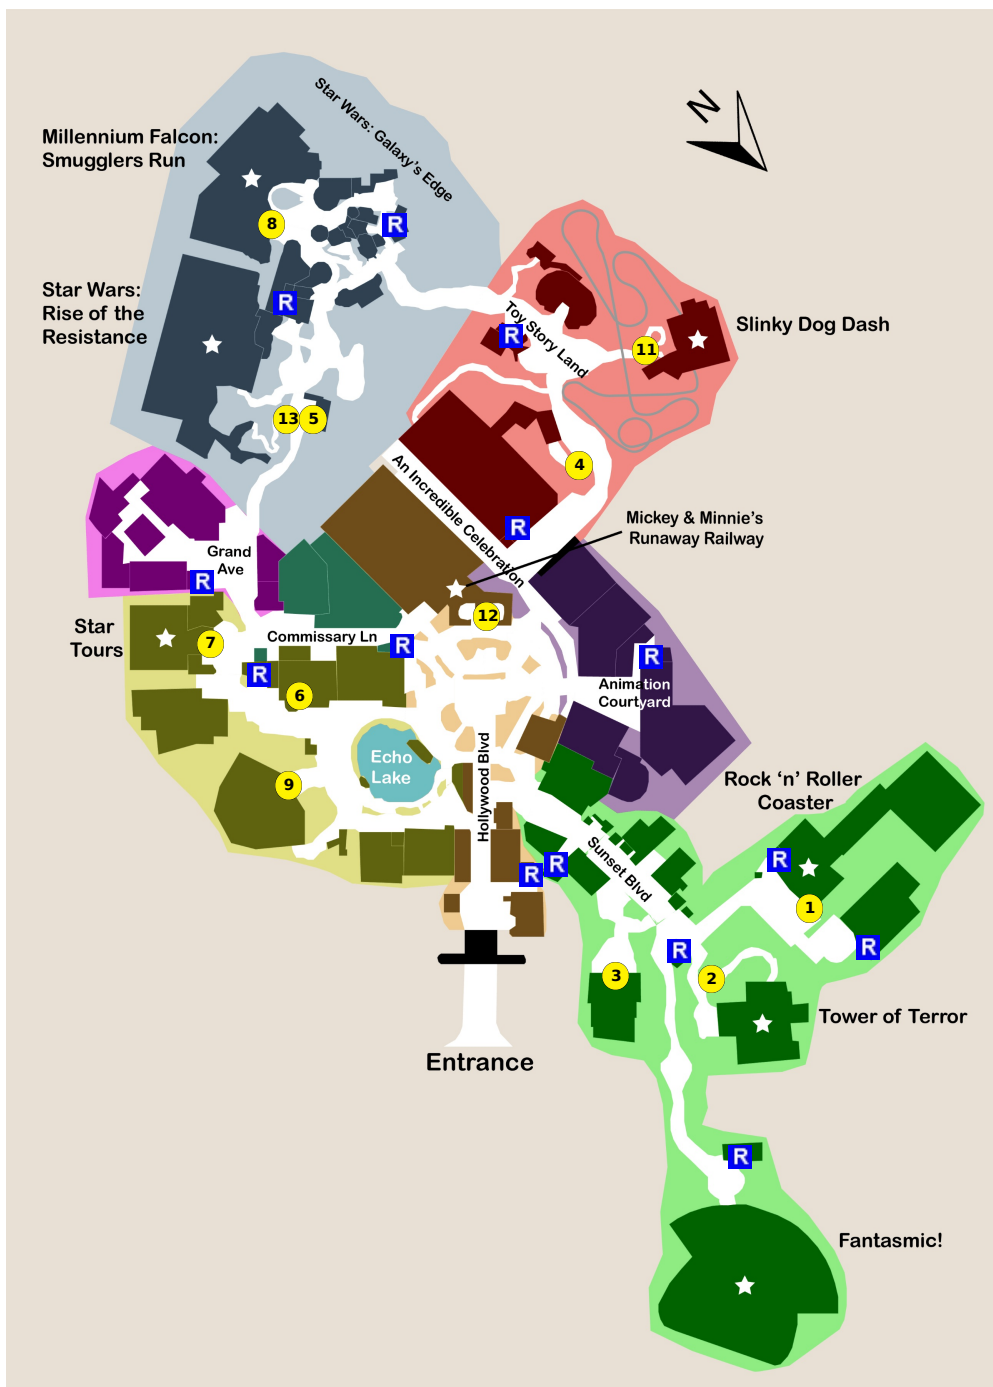 Star Wars: Galaxy's Edge
N
Millennium Falcon:
Smugglers Run
8
R
Star Wars:
Rise of the
Resistance
R
Toy Story Land
R
Slinky Dog Dash
11
13
5
4
An Incredible Celebration
R
Mickey & Minnie's
Runaway Railway
Grand
Ave
R
12
Star
Tours
7
Commissary Ln
R
R
6
R
Animation
Courtyard
Echo
Lake
9
Hollywood Blvd
Rock 'n' Roller
Coaster
Sunset Blvd
R
R
R
1
R
R
3
2
Tower of Terror
Entrance
R
Fantasmic!